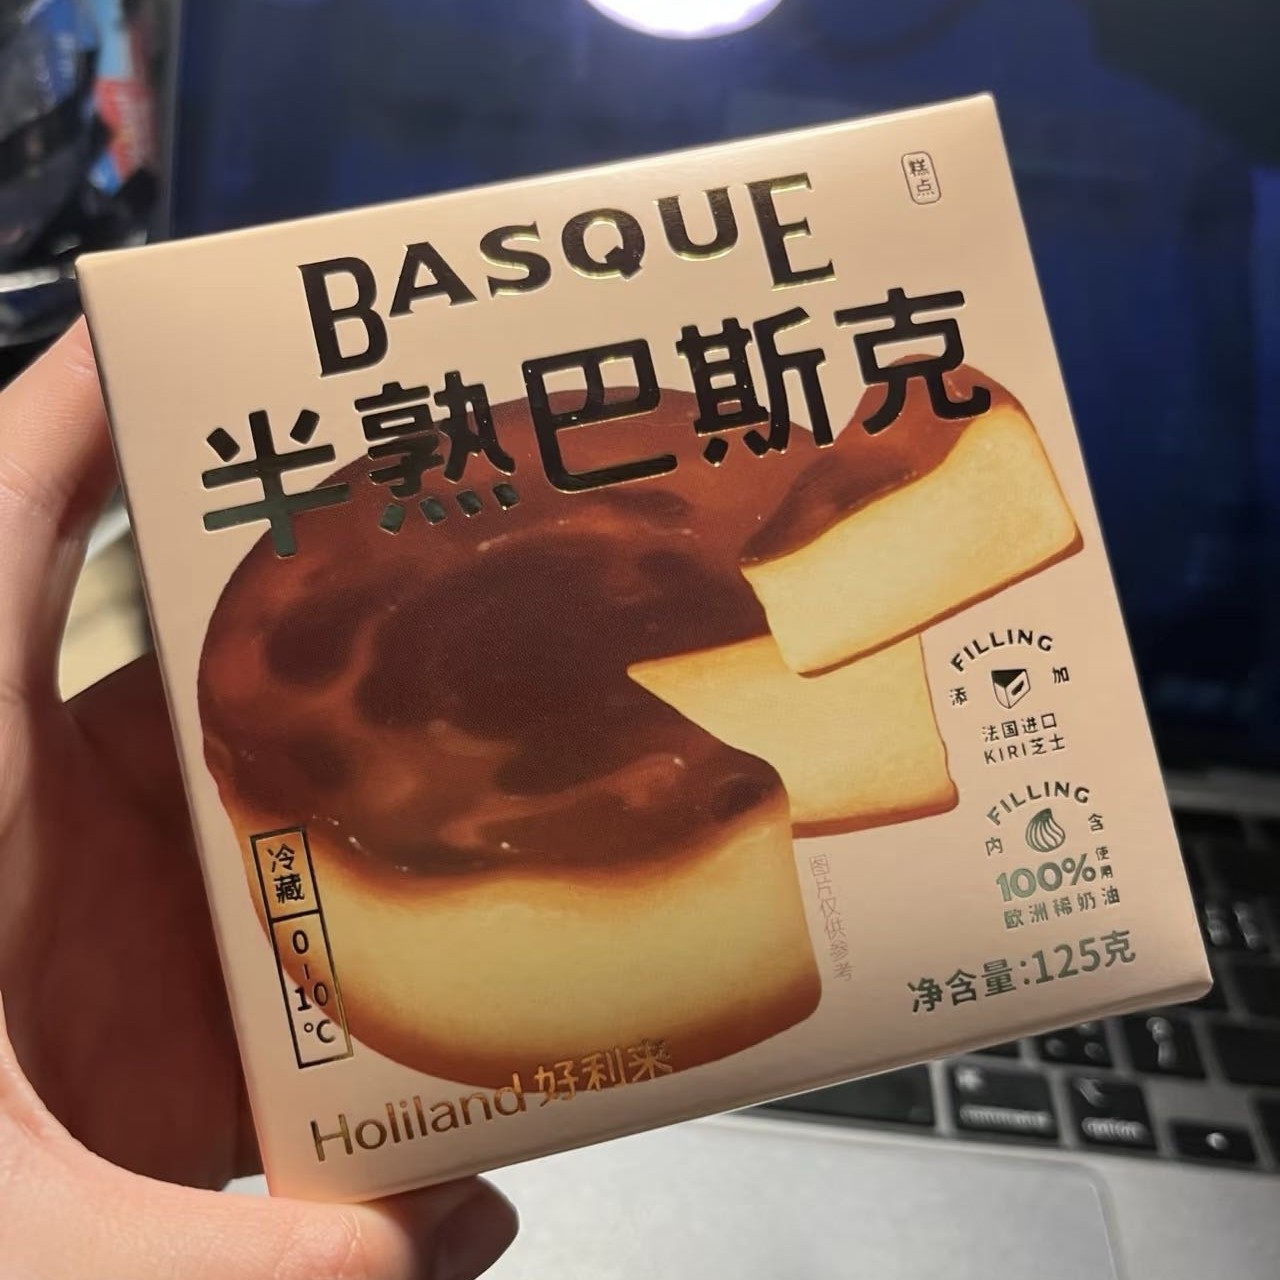 糕点
BASQUE
半熟巴斯克
FILLING
添加
法国进口
KIRI芝士
FILLING
内含
100%使用
欧洲稀奶油
图片仅供参考
净含量:125克
冷藏
0-10℃
Holiland好利来